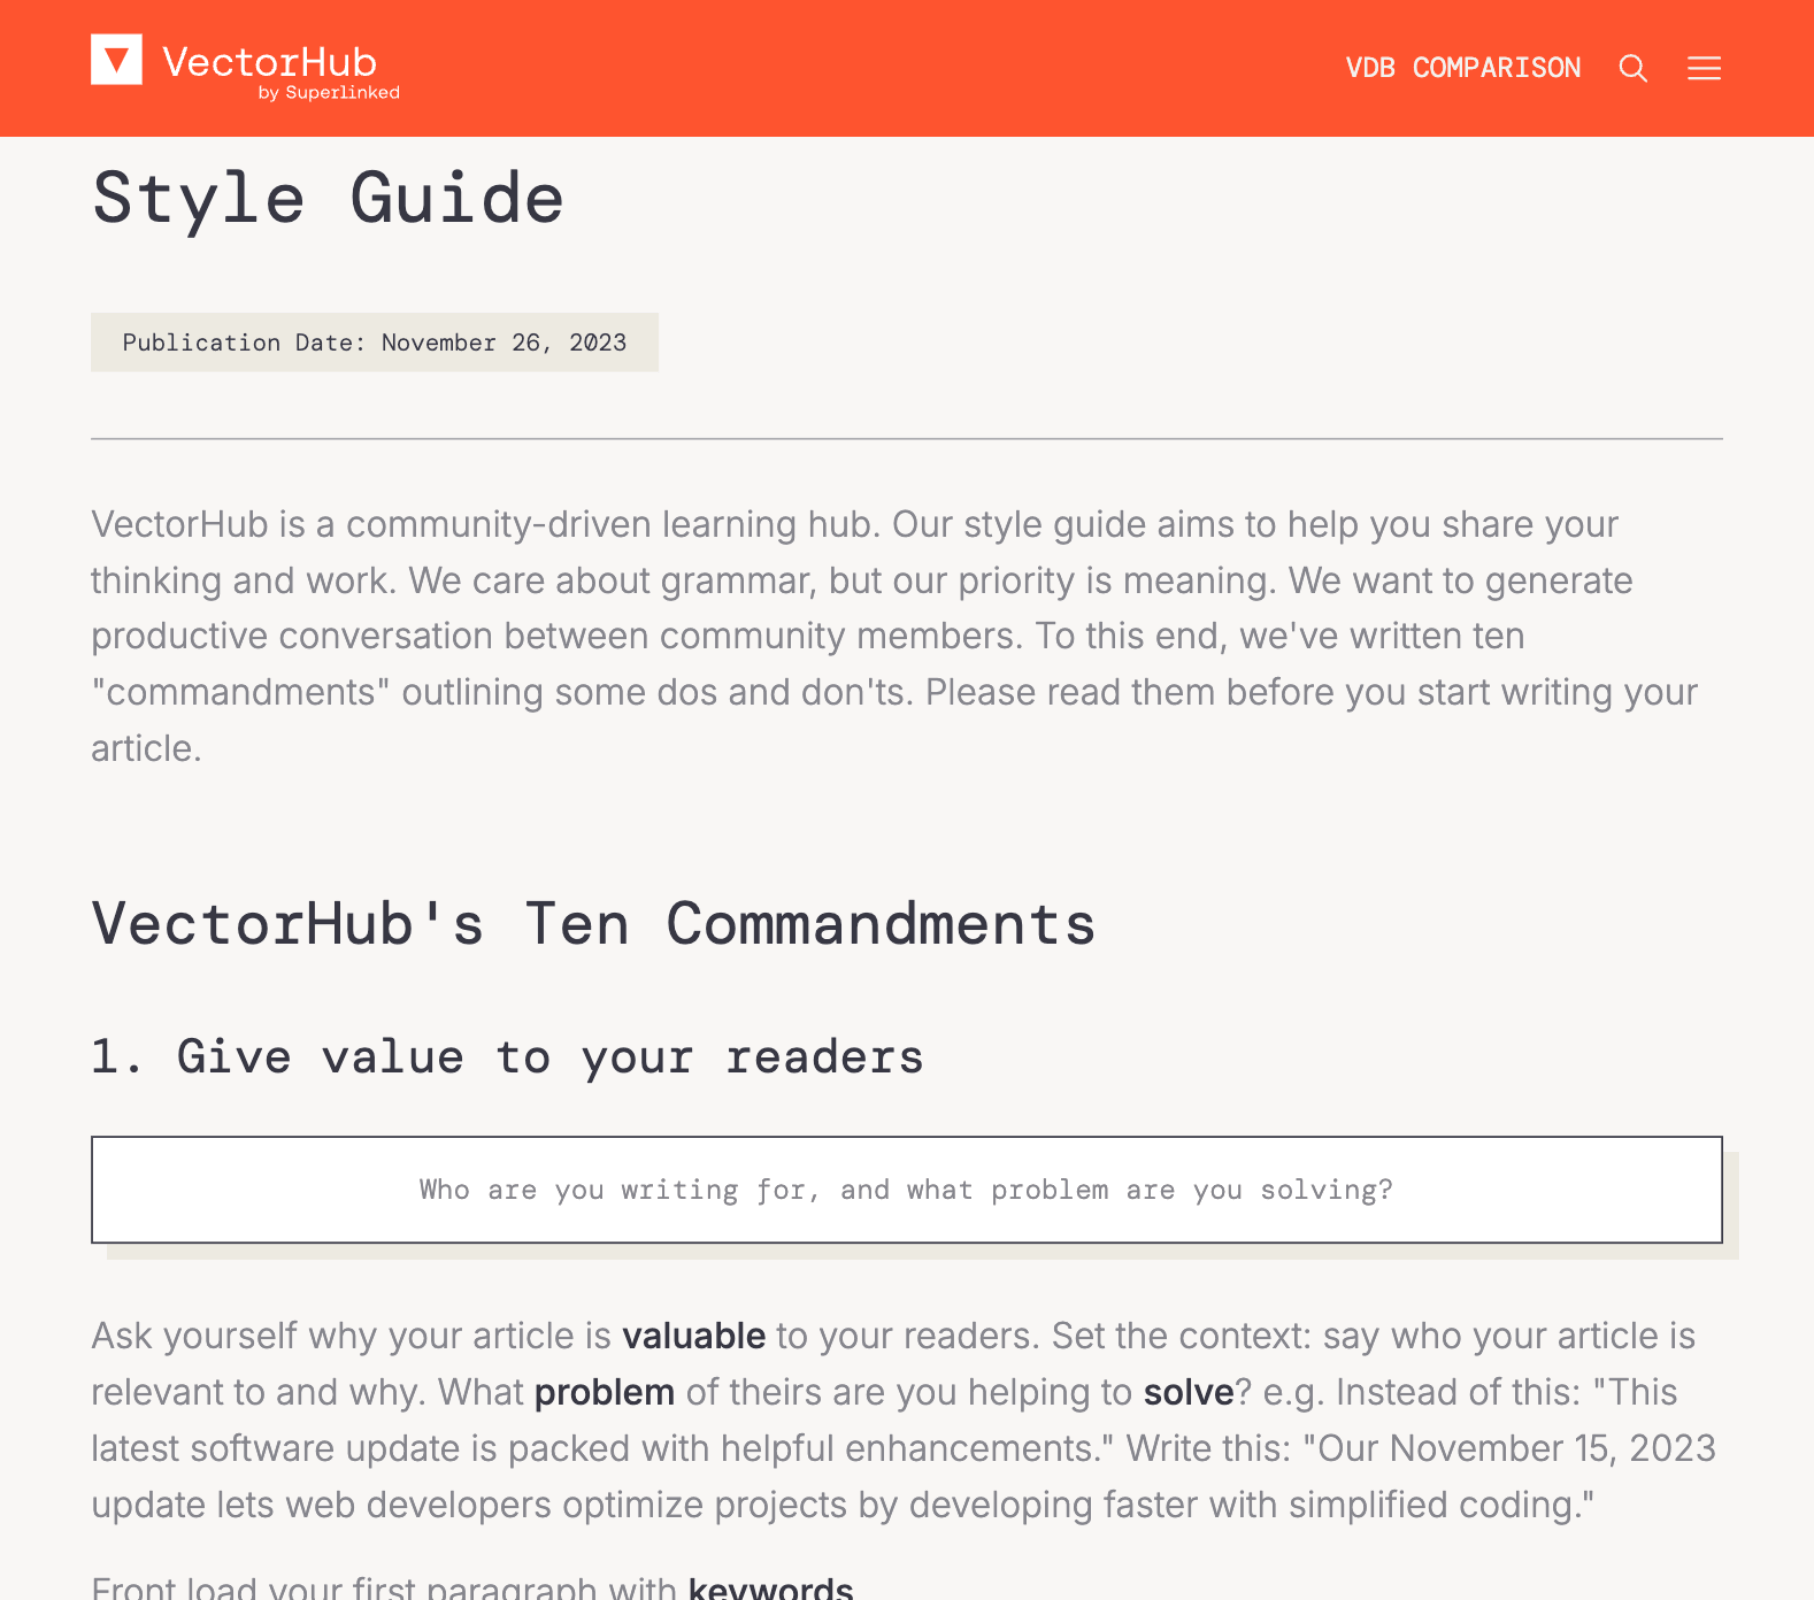 VectorHub
by Superlinked
VDB COMPARISON
Style Guide
Publication Date: November 26, 2023
VectorHub is a community-driven learning hub. Our style guide aims to help you share your
thinking and work. We care about grammar, but our priority is meaning. We want to generate
productive conversation between community members. To this end, we've written ten
"commandments" outlining some dos and don'ts. Please read them before you start writing your
article.
VectorHub's Ten Commandments
1. Give value to your readers
Who are you writing for, and what problem are you solving?
Ask yourself why your article is valuable to your readers. Set the context: say who your article is
relevant to and why. What problem of theirs are you helping to solve? e.g. Instead of this: "This
latest software update is packed with helpful enhancements." Write this: "Our November 15, 2023
update lets web developers optimize projects by developing faster with simplified coding."
Front load your first paragraph with keywords